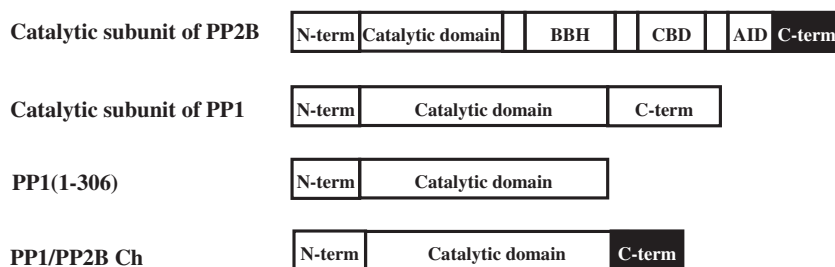 Catalytic subunit of PP2B N-term Catalytic domain BBH CBD AID C-term
Catalytic subunit of PP1 N-term Catalytic domain C-term
PP1(1-306) N-term Catalytic domain
PP1/PP2B Ch N-term Catalytic domain C-term